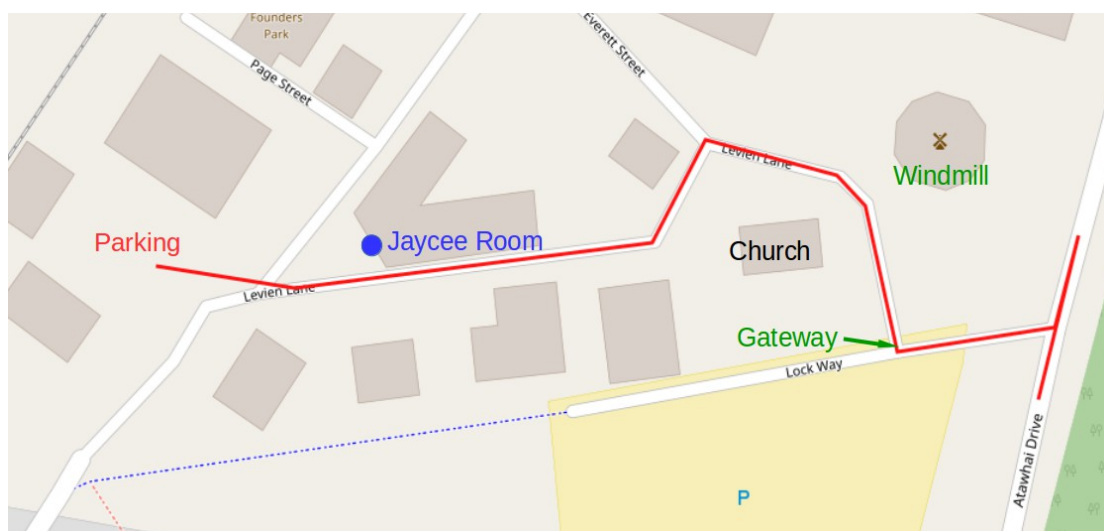 Founders
Park
Everett Street
Page Street
Levien Lane
Windmill
Parking
Jaycee Room
Church
Levien Lane
Gateway
Lock Way
Atawhai Drive
P